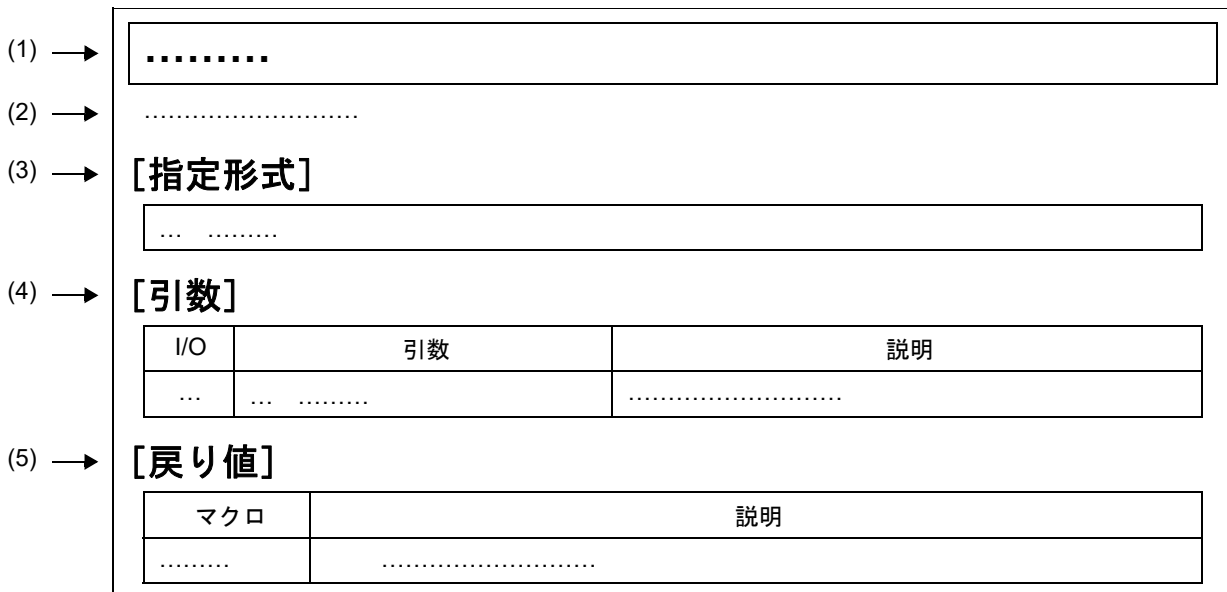 (1) ………
(2) ………………………
(3) [指定形式]
… ………
(4) [引数]
I/O 引数 説明
… … ……… ………………………
(5) [戻り値]
マクロ 説明
……… ………………………